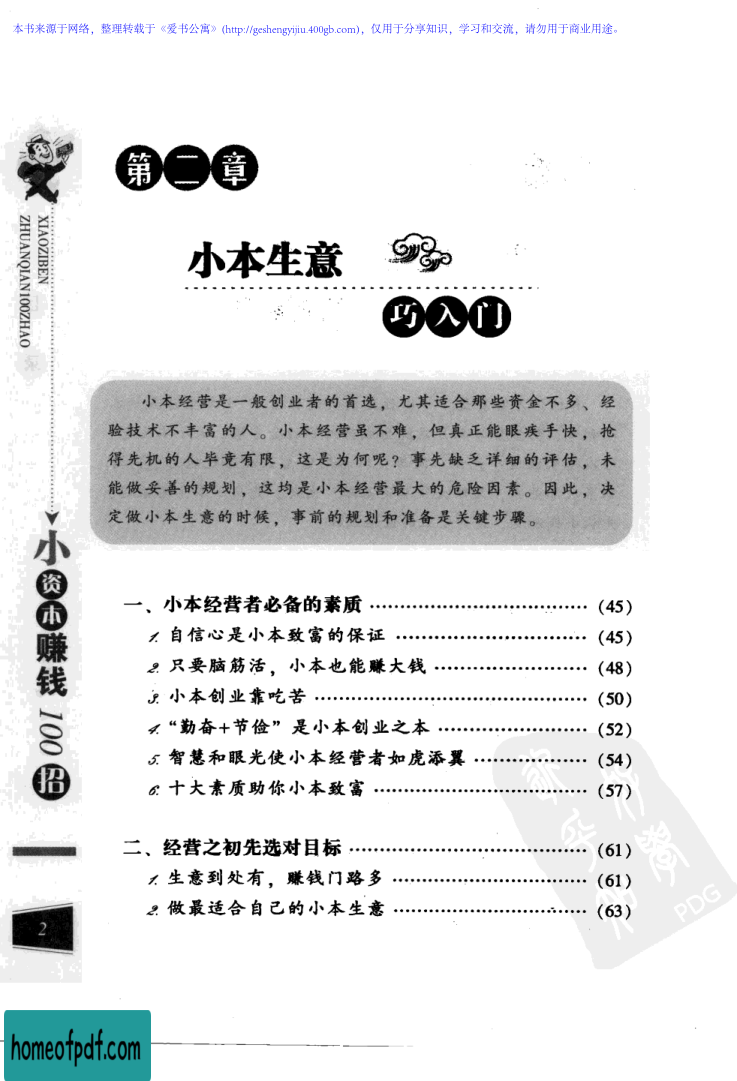 本书来源于网络，整理转载于《爱书公寓》(http://geshengyijiu.400gb.com)，仅用于分享知识，学习和交流，请勿用于商业用途。
第二章
小本生意
巧入门
小本经营是一般创业者的首选，尤其适合那些资金不多、经
验技术不丰富的人。小本经营虽不难，但真正能眼疾手快，抢
得先机的人毕竟有限，这是为何呢？事先缺乏详细的评估，未
能做妥善的规划，这均是小本经营最大的危险因素。因此，决
定做小本生意的时候，事前的规划和准备是关键步骤。
一、小本经营者必备的素质 ……………………………… (45)
1. 自信心是小本致富的保证 …………………………… (45)
2. 只要脑筋活，小本也能赚大钱 ……………………… (48)
3. 小本创业靠吃苦 ……………………………………… (50)
4. “勤奋+节俭”是小本创业之本 ……………………… (52)
5. 智慧和眼光使小本经营者如虎添翼 ………………… (54)
6. 十大素质助你小本致富 ……………………………… (57)
二、经营之初先选对目标 ………………………………… (61)
1. 生意到处有，赚钱门路多 …………………………… (61)
2. 做最适合自己的小本生意 …………………………… (63)
XIAOZIBEN
ZHUANQIAN100ZHAO
小资本赚钱100招
2
PDG
homeofpdf.com